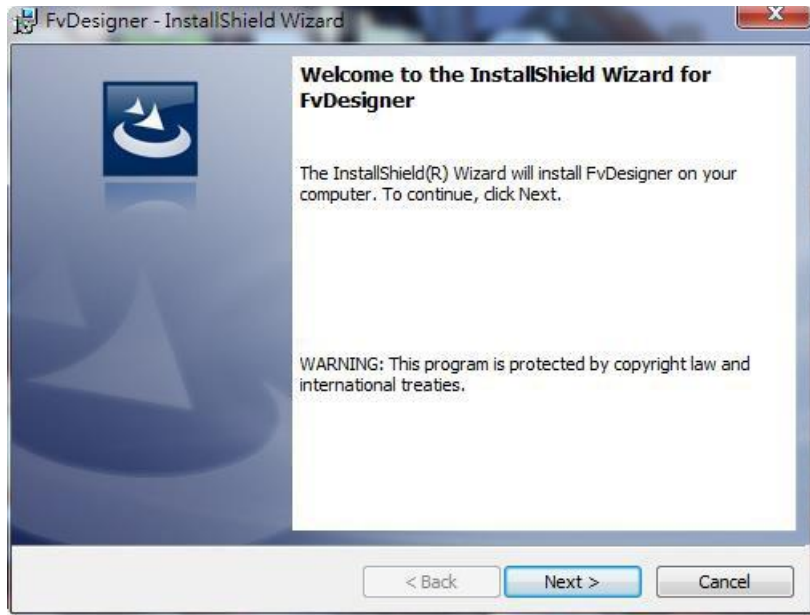 FvDesigner - InstallShield Wizard
Welcome to the InstallShield Wizard for
FvDesigner
The InstallShield(R) Wizard will install FvDesigner on your
computer. To continue, click Next.
WARNING: This program is protected by copyright law and
international treaties.
< Back
Next >
Cancel